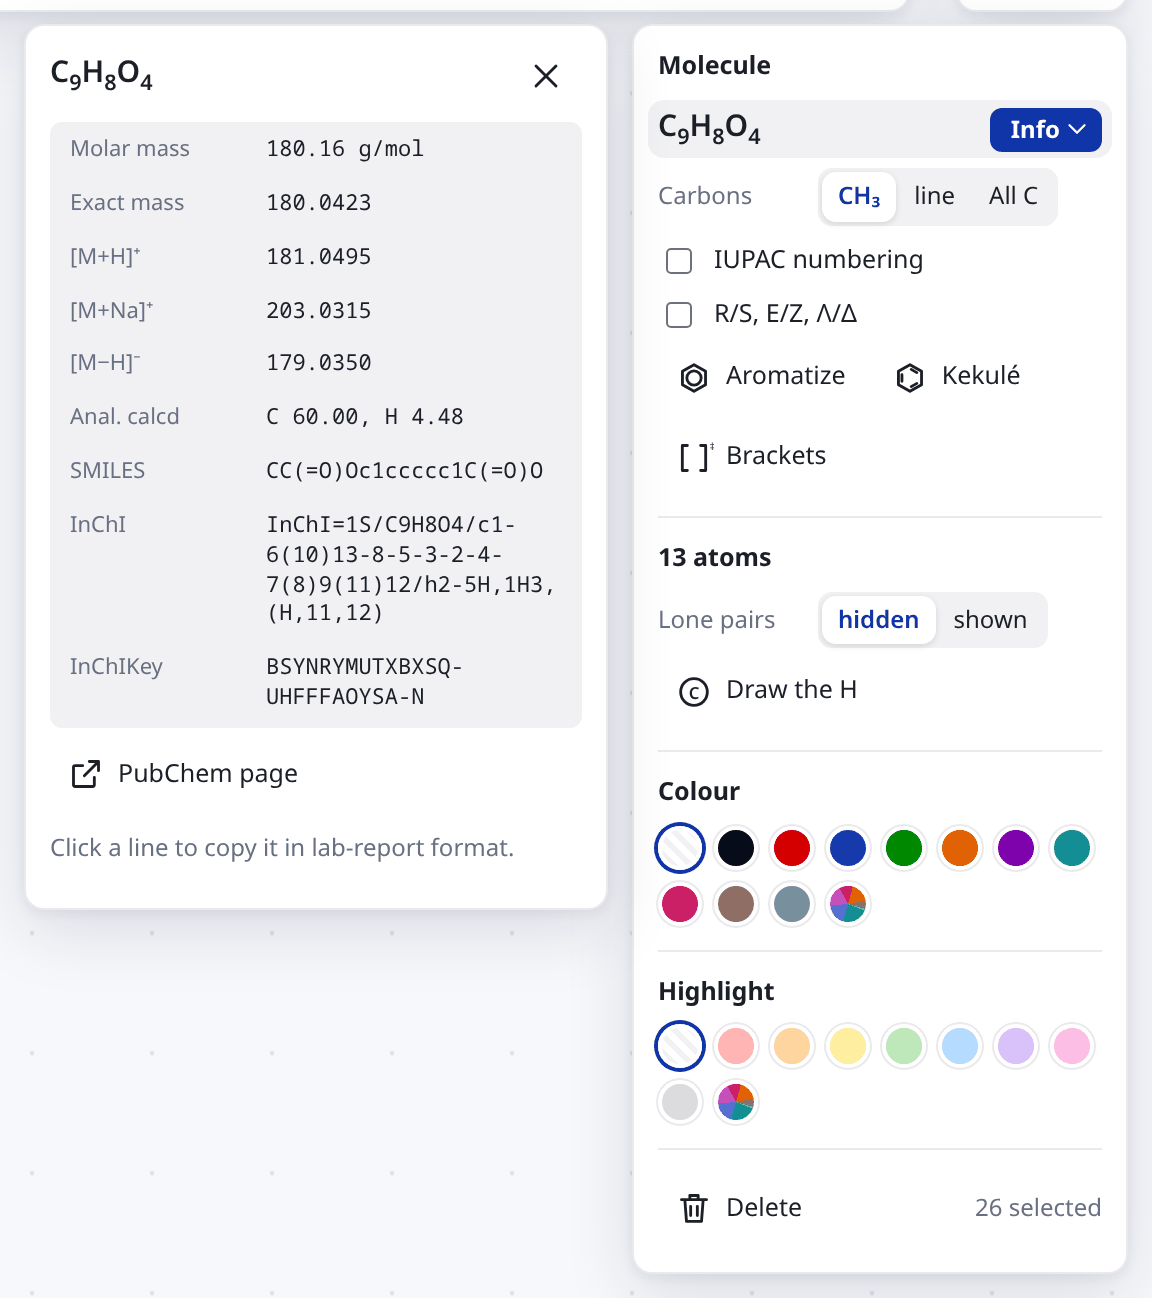 C₉H₈O₄
Molar mass 180.16 g/mol
Exact mass 180.0423
[M+H]⁺ 181.0495
[M+Na]⁺ 203.0315
[M−H]⁻ 179.0350
Anal. calcd C 60.00, H 4.48
SMILES CC(=O)Oc1ccccc1C(=O)O
InChI InChI=1S/C9H8O4/c1-
6(10)13-8-5-3-2-4-
7(8)9(11)12/h2-5H,1H3,
(H,11,12)
InChIKey BSYNRYMUTXBXSQ-
UHFFFAOYSA-N
PubChem page
Click a line to copy it in lab-report format.
Molecule
C₉H₈O₄ Info
Carbons CH₃ line All C
IUPAC numbering
R/S, E/Z, Λ/Δ
Aromatize Kekulé
[ ]‡ Brackets
13 atoms
Lone pairs hidden shown
C Draw the H
Colour
Highlight
Delete 26 selected